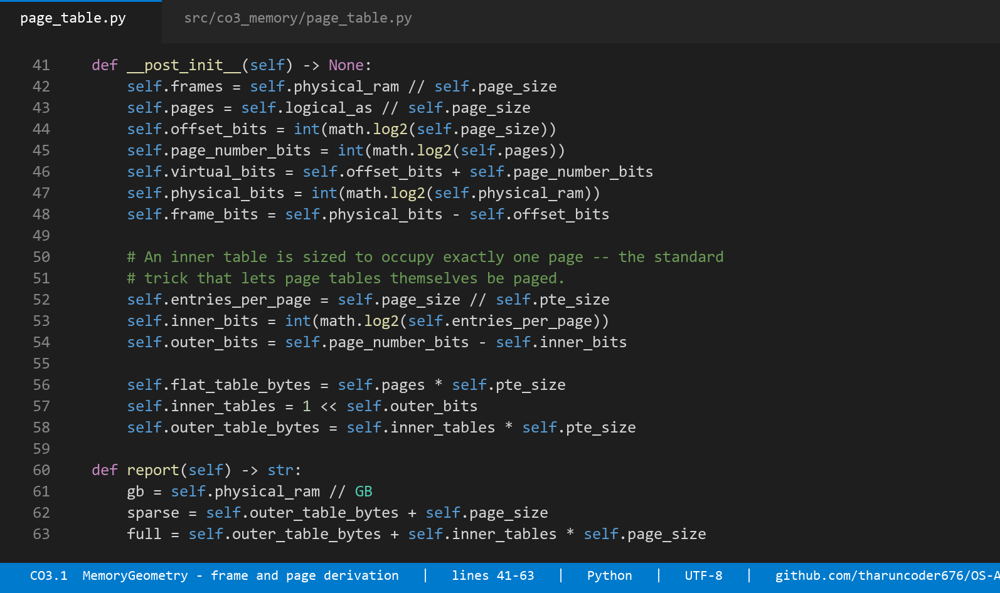 page_table.py src/co3_memory/page_table.py
41 def __post_init__(self) -> None:
42 self.frames = self.physical_ram // self.page_size
43 self.pages = self.logical_as // self.page_size
44 self.offset_bits = int(math.log2(self.page_size))
45 self.page_number_bits = int(math.log2(self.pages))
46 self.virtual_bits = self.offset_bits + self.page_number_bits
47 self.physical_bits = int(math.log2(self.physical_ram))
48 self.frame_bits = self.physical_bits - self.offset_bits
49
50 # An inner table is sized to occupy exactly one page -- the standard
51 # trick that lets page tables themselves be paged.
52 self.entries_per_page = self.page_size // self.pte_size
53 self.inner_bits = int(math.log2(self.entries_per_page))
54 self.outer_bits = self.page_number_bits - self.inner_bits
55
56 self.flat_table_bytes = self.pages * self.pte_size
57 self.inner_tables = 1 << self.outer_bits
58 self.outer_table_bytes = self.inner_tables * self.pte_size
59
60 def report(self) -> str:
61 gb = self.physical_ram // GB
62 sparse = self.outer_table_bytes + self.page_size
63 full = self.outer_table_bytes + self.inner_tables * self.page_size
CO3.1 MemoryGeometry - frame and page derivation | lines 41-63 | Python | UTF-8 | github.com/tharuncoder676/OS-A